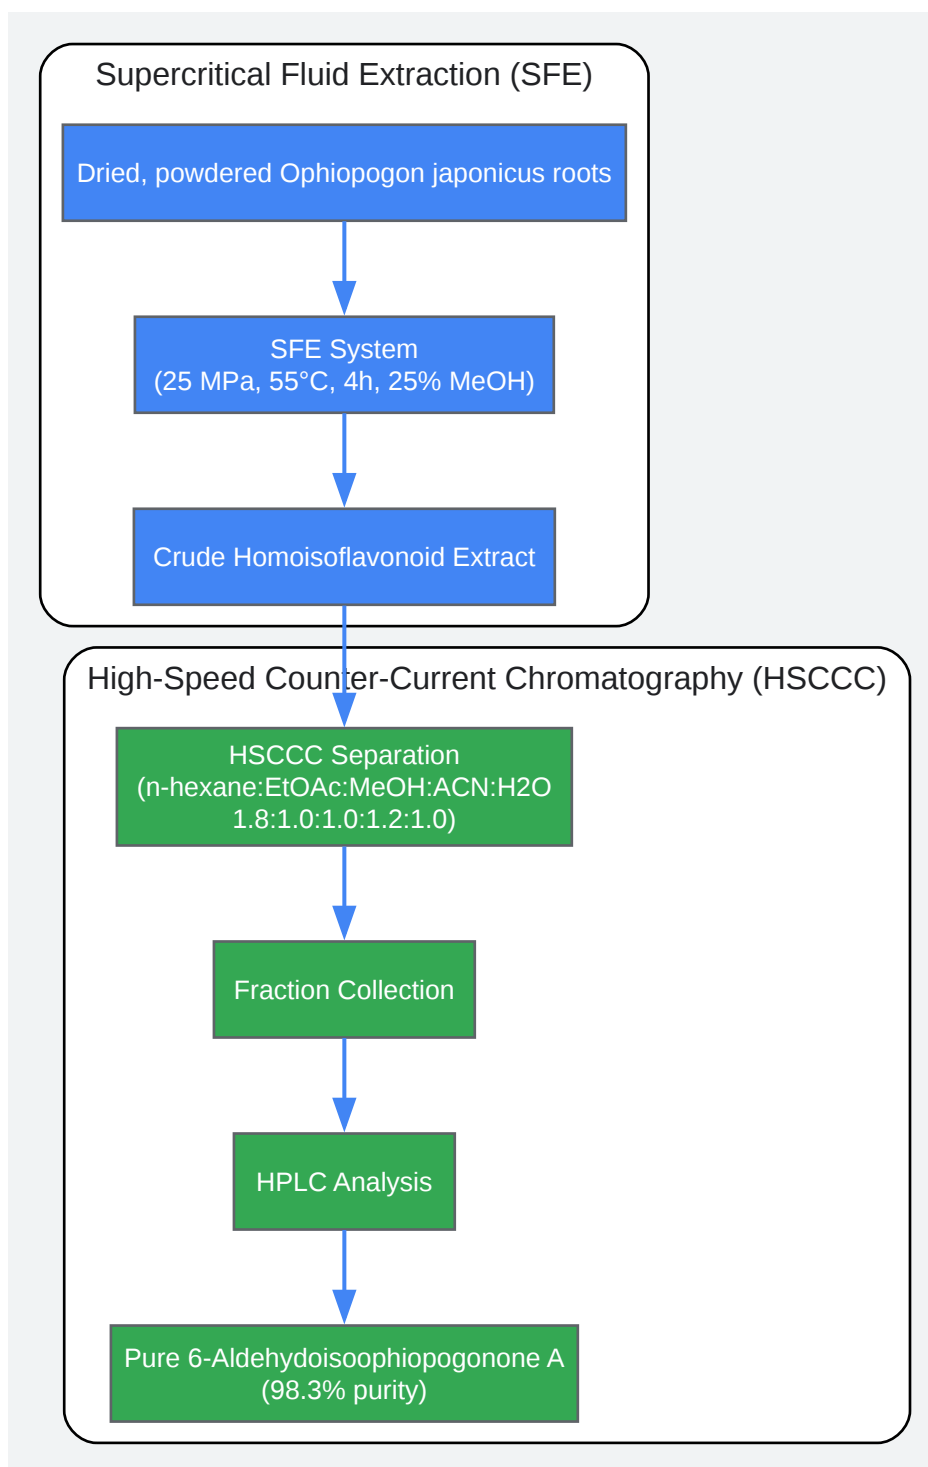 Supercritical Fluid Extraction (SFE)
Dried, powdered Ophiopogon japonicus roots
SFE System
(25 MPa, 55°C, 4h, 25% MeOH)
Crude Homoisoflavonoid Extract
High-Speed Counter-Current Chromatography (HSCCC)
HSCCC Separation
(n-hexane:EtOAc:MeOH:ACN:H2O
1.8:1.0:1.0:1.2:1.0)
Fraction Collection
HPLC Analysis
Pure 6-Aldehydoisoophiopogonone A
(98.3% purity)